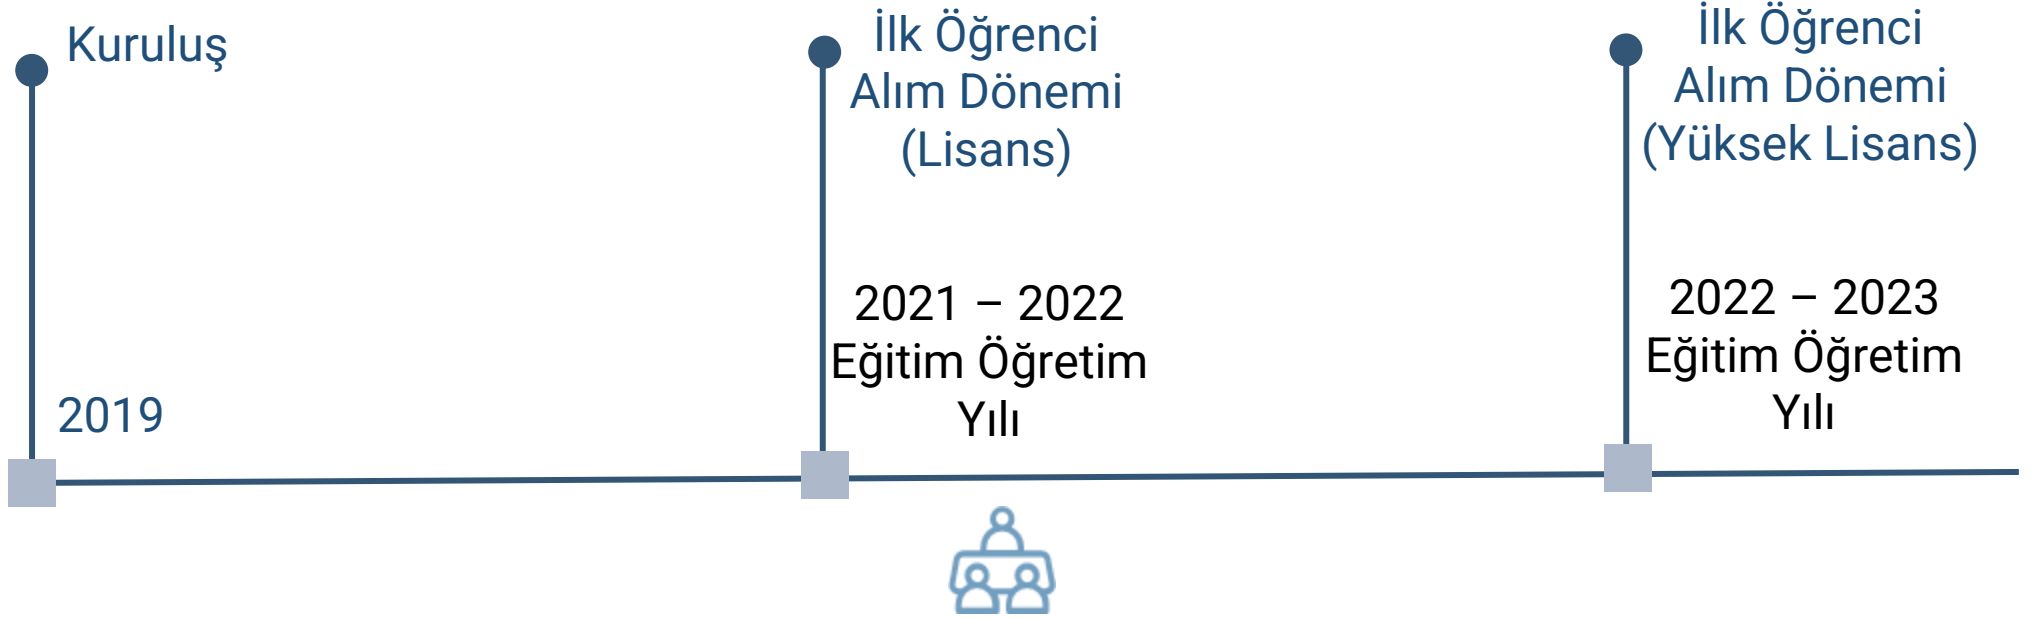 Kuruluş
2019
İlk Öğrenci
Alım Dönemi
(Lisans)
2021 – 2022
Eğitim Öğretim
Yılı
İlk Öğrenci
Alım Dönemi
(Yüksek Lisans)
2022 – 2023
Eğitim Öğretim
Yılı